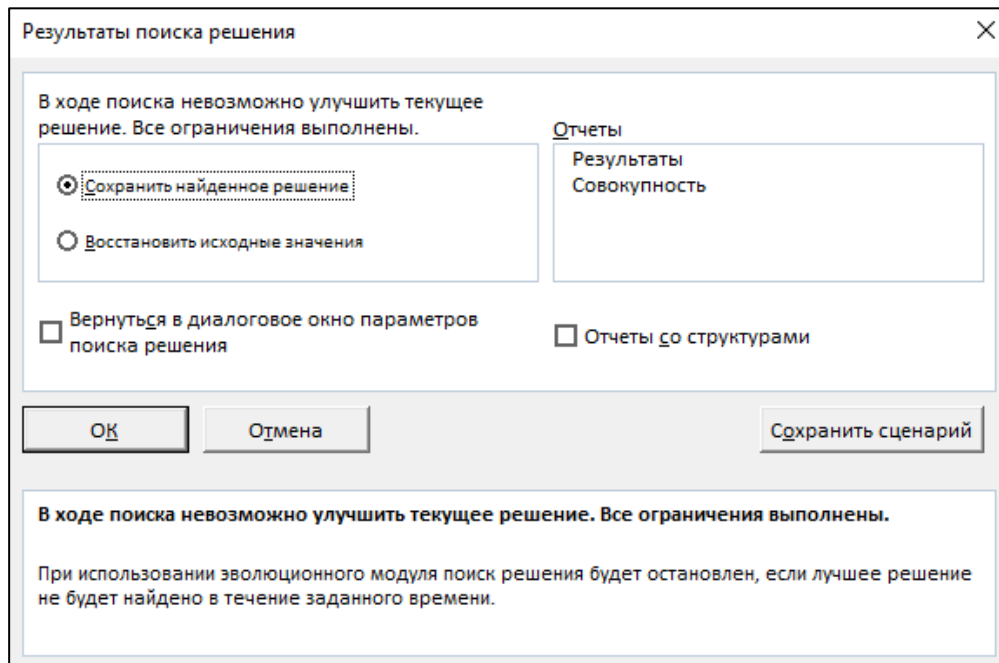 Результаты поиска решения
В ходе поиска невозможно улучшить текущее
решение. Все ограничения выполнены.
Сохранить найденное решение
Восстановить исходные значения
Отчеты
Результаты
Совокупность
Вернуться в диалоговое окно параметров
поиска решения
Отчеты со структурами
ОК
Отмена
Сохранить сценарий
В ходе поиска невозможно улучшить текущее решение. Все ограничения выполнены.
При использовании эволюционного модуля поиск решения будет остановлен, если лучшее решение
не будет найдено в течение заданного времени.